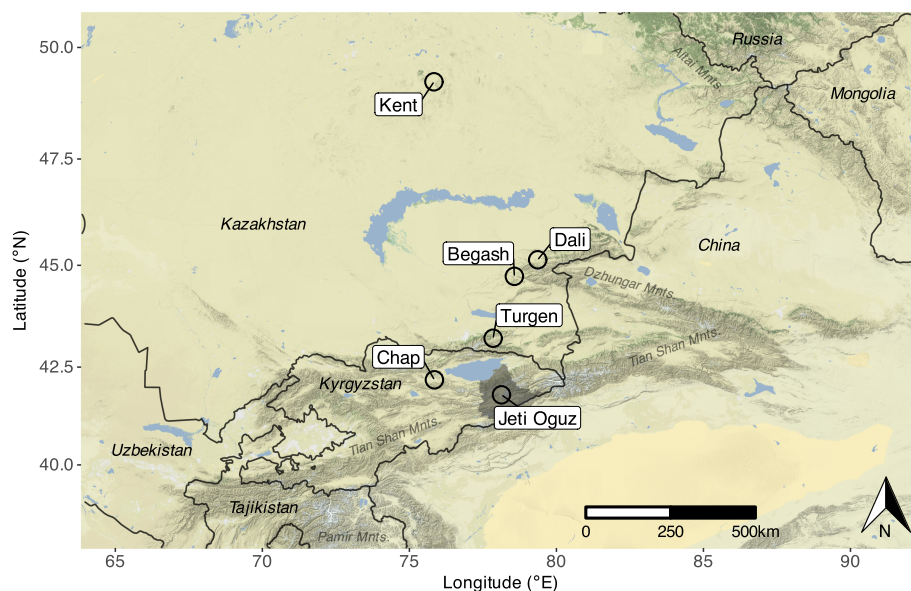 50.0
Russia
Altai Mnts.
Mongolia
Kent
47.5
Kazakhstan
China
Dali
Begash
45.0
Dzhungar Mnts.
Turgen
Latitude (°N)
Tian Shan Mnts.
Chap
42.5
Kyrgyzstan
Jeti Oguz
Tian Shan Mnts.
Uzbekistan
40.0
Tajikistan
Pamir Mnts.
0
250
500km
N
65
70
75
80
85
90
Longitude (°E)